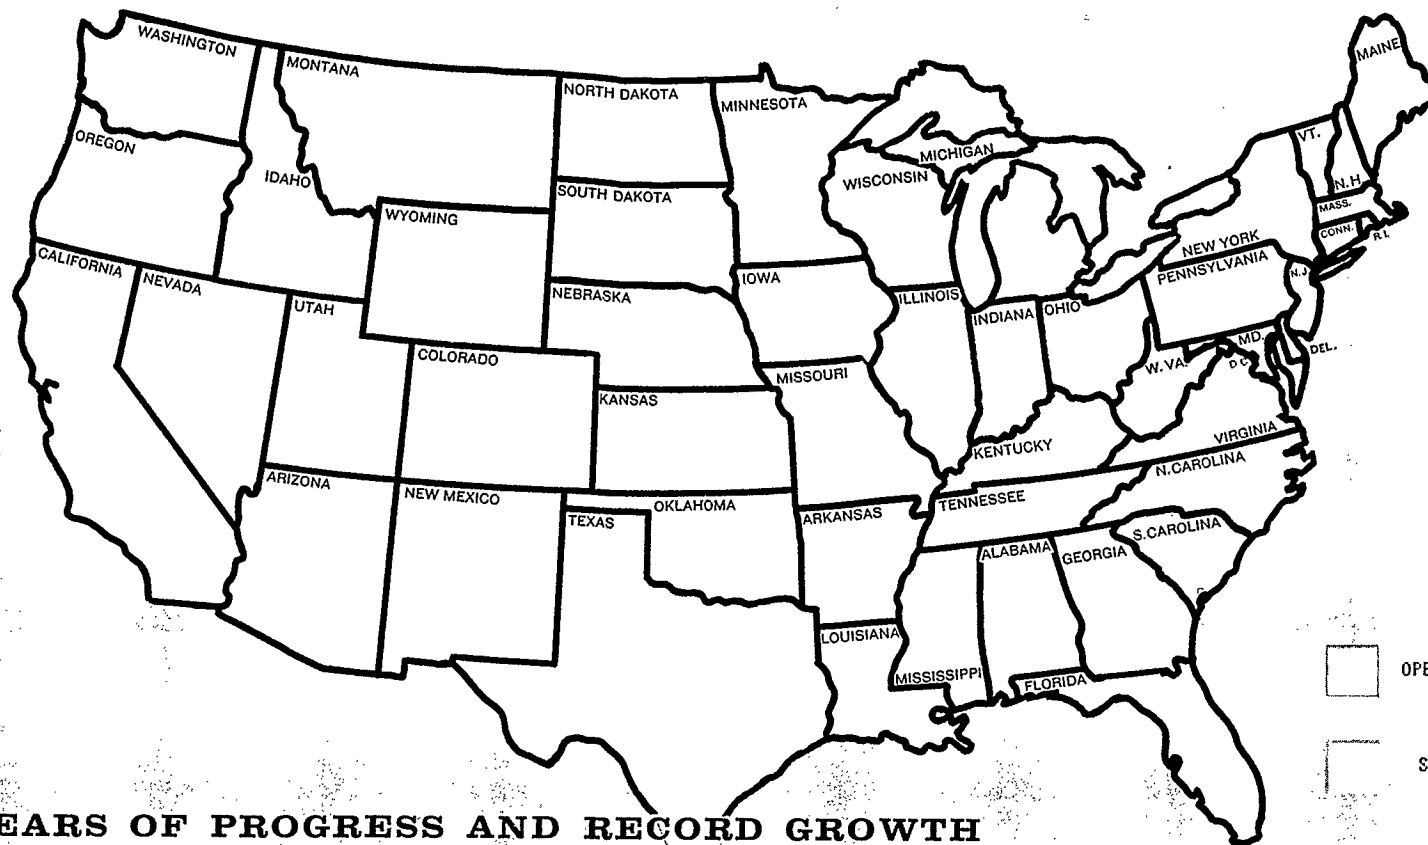 WASHINGTON
MONTANA
MAINE
NORTH DAKOTA
MINNESOTA
OREGON
VT.
IDAHO
MICHIGAN
WISCONSIN
N.H.
SOUTH DAKOTA
WYOMING
MASS.
CONN.
R.I.
NEW YORK
CALIFORNIA
NEVADA
PENNSYLVANIA
N.J.
IOWA
NEBRASKA
ILLINOIS
UTAH
INDIANA
OHIO
COLORADO
MD.
DEL.
W. VA.
D C
MISSOURI
KANSAS
VIRGINIA
KENTUCKY
N.CAROLINA
ARIZONA
NEW MEXICO
OKLAHOMA
TENNESSEE
TEXAS
ARKANSAS
S.CAROLINA
ALABAMA
GEORGIA
LOUISIANA
MISSISSIPPI
FLORIDA
OPE
S
EARS OF PROGRESS AND RECORD GROWTH